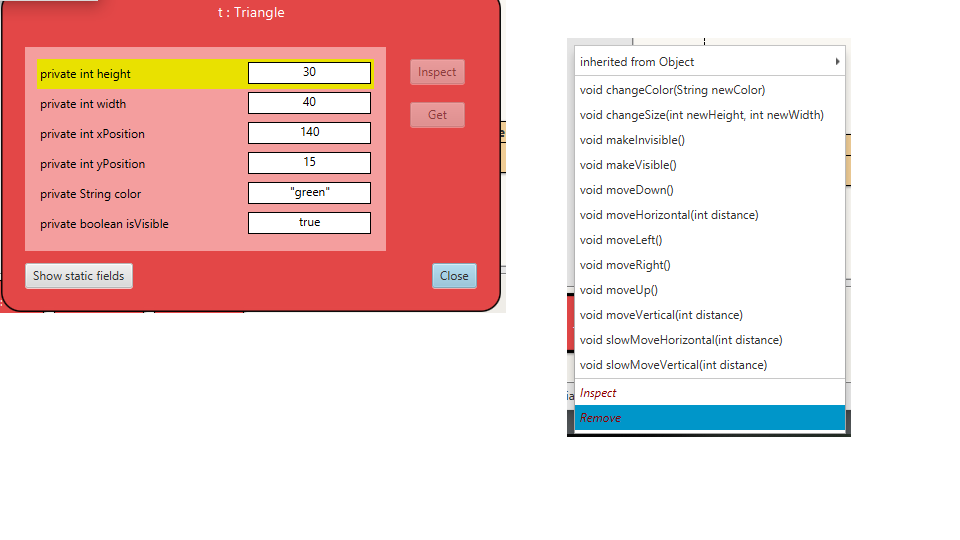 t : Triangle
private int height 30
Inspect
private int width 40
Get
private int xPosition 140
private int yPosition 15
private String color "green"
private boolean isVisible true
Show static fields
Close
inherited from Object
void changeColor(String newColor)
void changeSize(int newHeight, int newWidth)
void makeInvisible()
void makeVisible()
void moveDown()
void moveHorizontal(int distance)
void moveLeft()
void moveRight()
void moveUp()
void moveVertical(int distance)
void slowMoveHorizontal(int distance)
void slowMoveVertical(int distance)
Inspect
Remove